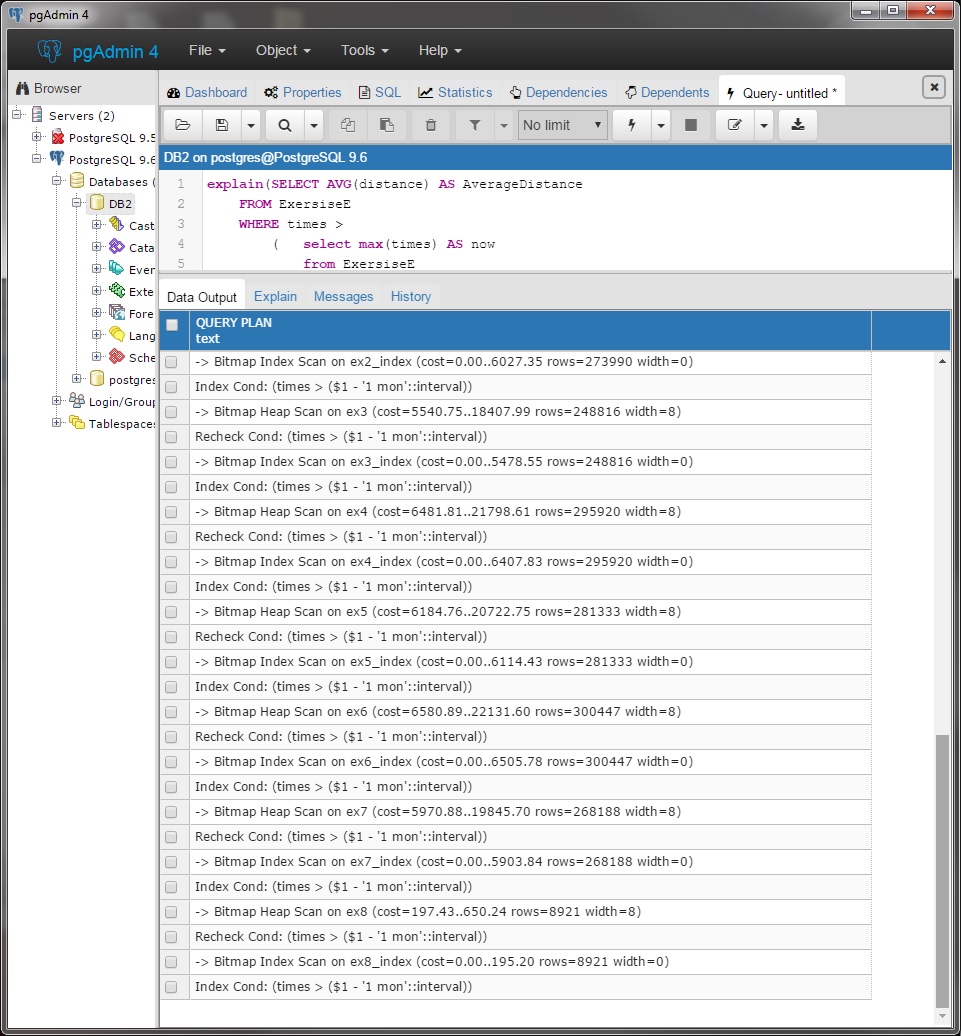 pgAdmin 4
pgAdmin 4 File Object Tools Help
Browser
Dashboard Properties SQL Statistics Dependencies Dependents Query- untitled *
Servers (2)
PostgreSQL 9.5
PostgreSQL 9.6
Databases (
DB2
Cast
Cata
Even
Exte
Fore
Lang
Sche
postgres
Login/Group
Tablespaces
No limit
DB2 on postgres@PostgreSQL 9.6
1 explain(SELECT AVG(distance) AS AverageDistance
2 FROM ExersiseE
3 WHERE times >
4 ( select max(times) AS now
5 from ExersiseE
Data Output Explain Messages History
QUERY PLAN
text
-> Bitmap Index Scan on ex2_index (cost=0.00..6027.35 rows=273990 width=0)
Index Cond: (times > ($1 - '1 mon'::interval))
-> Bitmap Heap Scan on ex3 (cost=5540.75..18407.99 rows=248816 width=8)
Recheck Cond: (times > ($1 - '1 mon'::interval))
-> Bitmap Index Scan on ex3_index (cost=0.00..5478.55 rows=248816 width=0)
Index Cond: (times > ($1 - '1 mon'::interval))
-> Bitmap Heap Scan on ex4 (cost=6481.81..21798.61 rows=295920 width=8)
Recheck Cond: (times > ($1 - '1 mon'::interval))
-> Bitmap Index Scan on ex4_index (cost=0.00..6407.83 rows=295920 width=0)
Index Cond: (times > ($1 - '1 mon'::interval))
-> Bitmap Heap Scan on ex5 (cost=6184.76..20722.75 rows=281333 width=8)
Recheck Cond: (times > ($1 - '1 mon'::interval))
-> Bitmap Index Scan on ex5_index (cost=0.00..6114.43 rows=281333 width=0)
Index Cond: (times > ($1 - '1 mon'::interval))
-> Bitmap Heap Scan on ex6 (cost=6580.89..22131.60 rows=300447 width=8)
Recheck Cond: (times > ($1 - '1 mon'::interval))
-> Bitmap Index Scan on ex6_index (cost=0.00..6505.78 rows=300447 width=0)
Index Cond: (times > ($1 - '1 mon'::interval))
-> Bitmap Heap Scan on ex7 (cost=5970.88..19845.70 rows=268188 width=8)
Recheck Cond: (times > ($1 - '1 mon'::interval))
-> Bitmap Index Scan on ex7_index (cost=0.00..5903.84 rows=268188 width=0)
Index Cond: (times > ($1 - '1 mon'::interval))
-> Bitmap Heap Scan on ex8 (cost=197.43..650.24 rows=8921 width=8)
Recheck Cond: (times > ($1 - '1 mon'::interval))
-> Bitmap Index Scan on ex8_index (cost=0.00..195.20 rows=8921 width=0)
Index Cond: (times > ($1 - '1 mon'::interval))